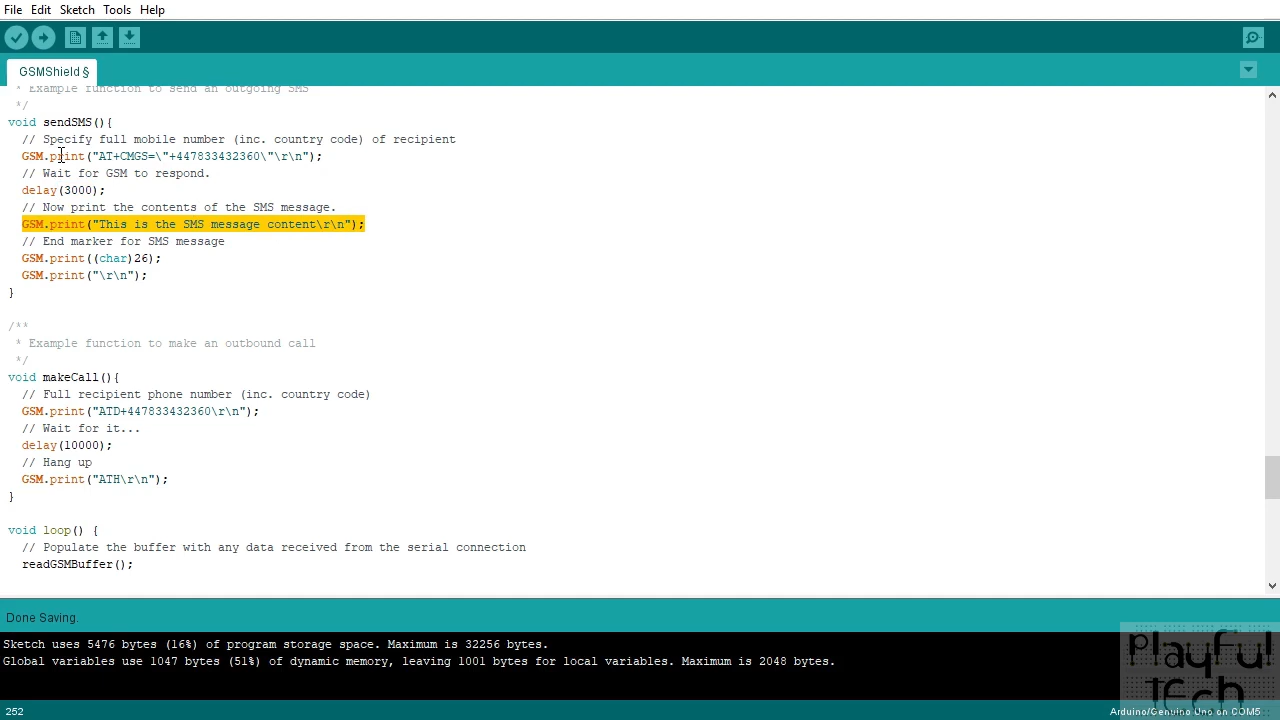 File Edit Sketch Tools Help
GSMShield §
* Example function to send an outgoing SMS
*/
void sendSMS(){
// Specify full mobile number (inc. country code) of recipient
GSM.print("AT+CMGS=\"+447833432360\"\r\n");
// Wait for GSM to respond.
delay(3000);
// Now print the contents of the SMS message.
GSM.print("This is the SMS message content\r\n");
// End marker for SMS message
GSM.print((char)26);
GSM.print("\r\n");
}
/**
* Example function to make an outbound call
*/
void makeCall(){
// Full recipient phone number (inc. country code)
GSM.print("ATD+447833432360\r\n");
// Wait for it...
delay(10000);
// Hang up
GSM.print("ATH\r\n");
}
void loop() {
// Populate the buffer with any data received from the serial connection
readGSMBuffer();
Done Saving.
Sketch uses 5476 bytes (16%) of program storage space. Maximum is 32256 bytes.
Global variables use 1047 bytes (51%) of dynamic memory, leaving 1001 bytes for local variables. Maximum is 2048 bytes.
Playful
Tech
252
Arduino/Genuino Uno on COM5